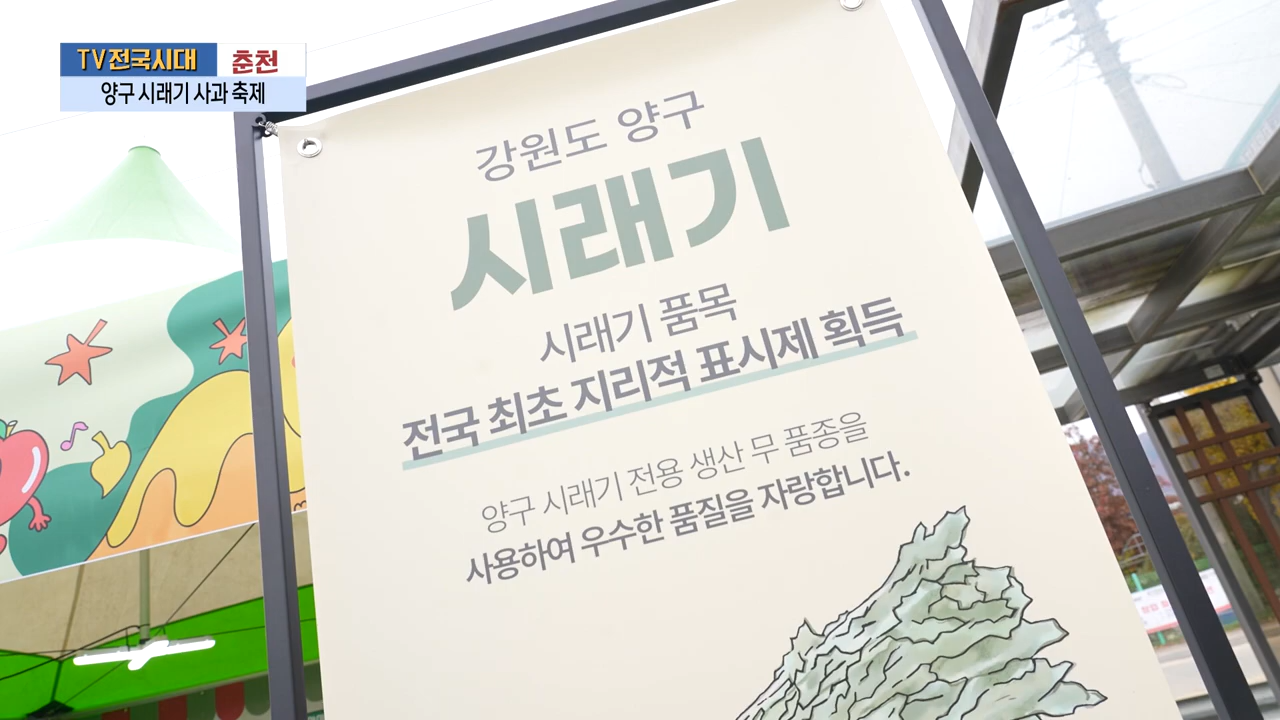 TV전국시대 춘천
양구 시래기 사과 축제
강원도 양구
시래기
시래기 품목
전국 최초 지리적 표시제 획득
양구 시래기 전용 생산 무 품종을
사용하여 우수한 품질을 자랑합니다.